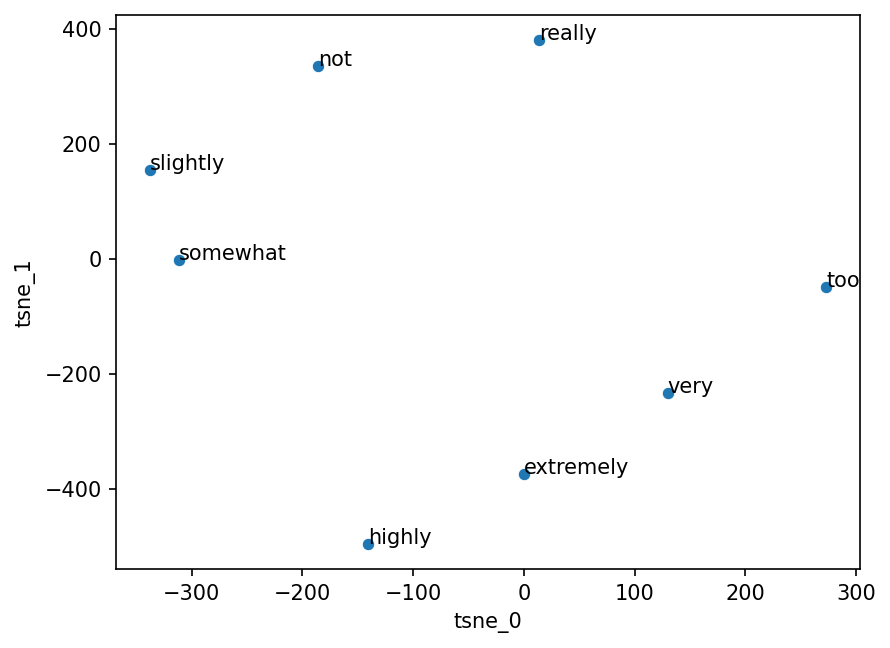 400
really
not
slightly
200
somewhat
0
too
−200
very
extremely
−400
highly
−300
−200
−100
0
100
200
300
tsne_0
tsne_1